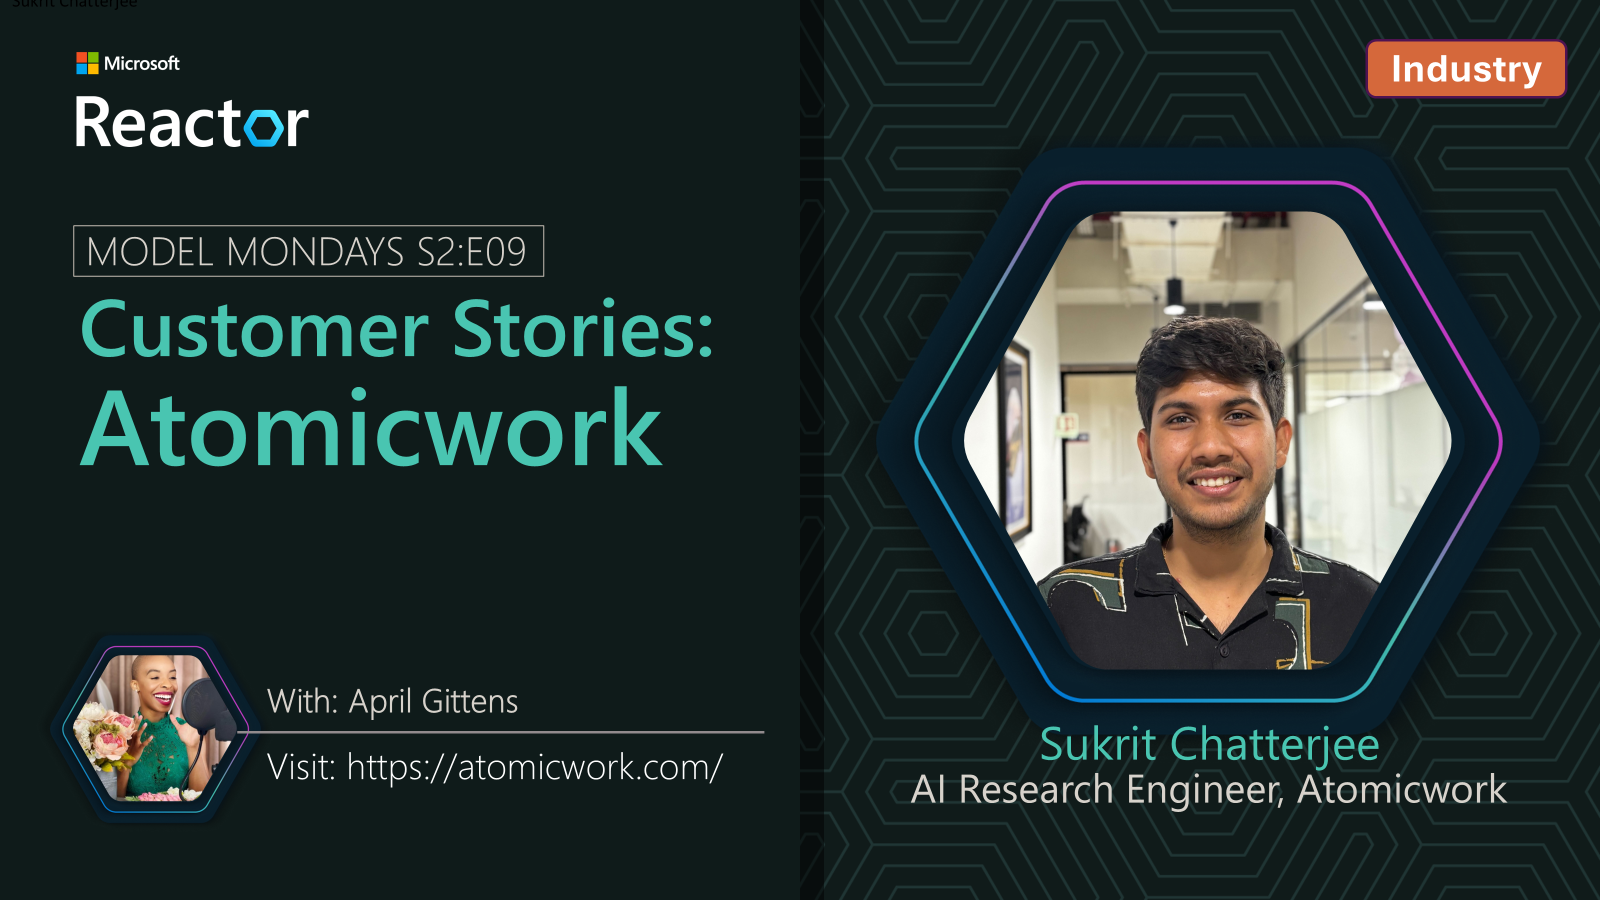 Sukrit Chatterjee
Microsoft
Reactor
Industry
MODEL MONDAYS S2:E09
Customer Stories:
Atomicwork
With: April Gittens
Visit: https://atomicwork.com/
Sukrit Chatterjee
AI Research Engineer, Atomicwork